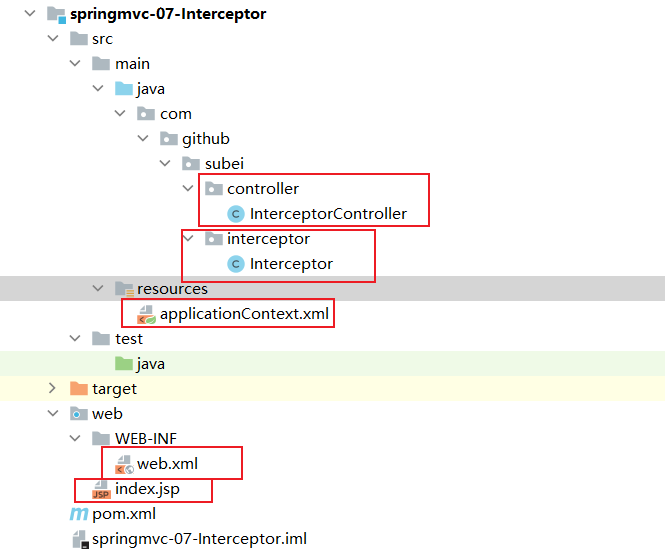 springmvc-07-Interceptor
src
main
java
com
github
subei
controller
InterceptorController
interceptor
Interceptor
resources
applicationContext.xml
test
java
target
web
WEB-INF
web.xml
index.jsp
pom.xml
springmvc-07-Interceptor.iml